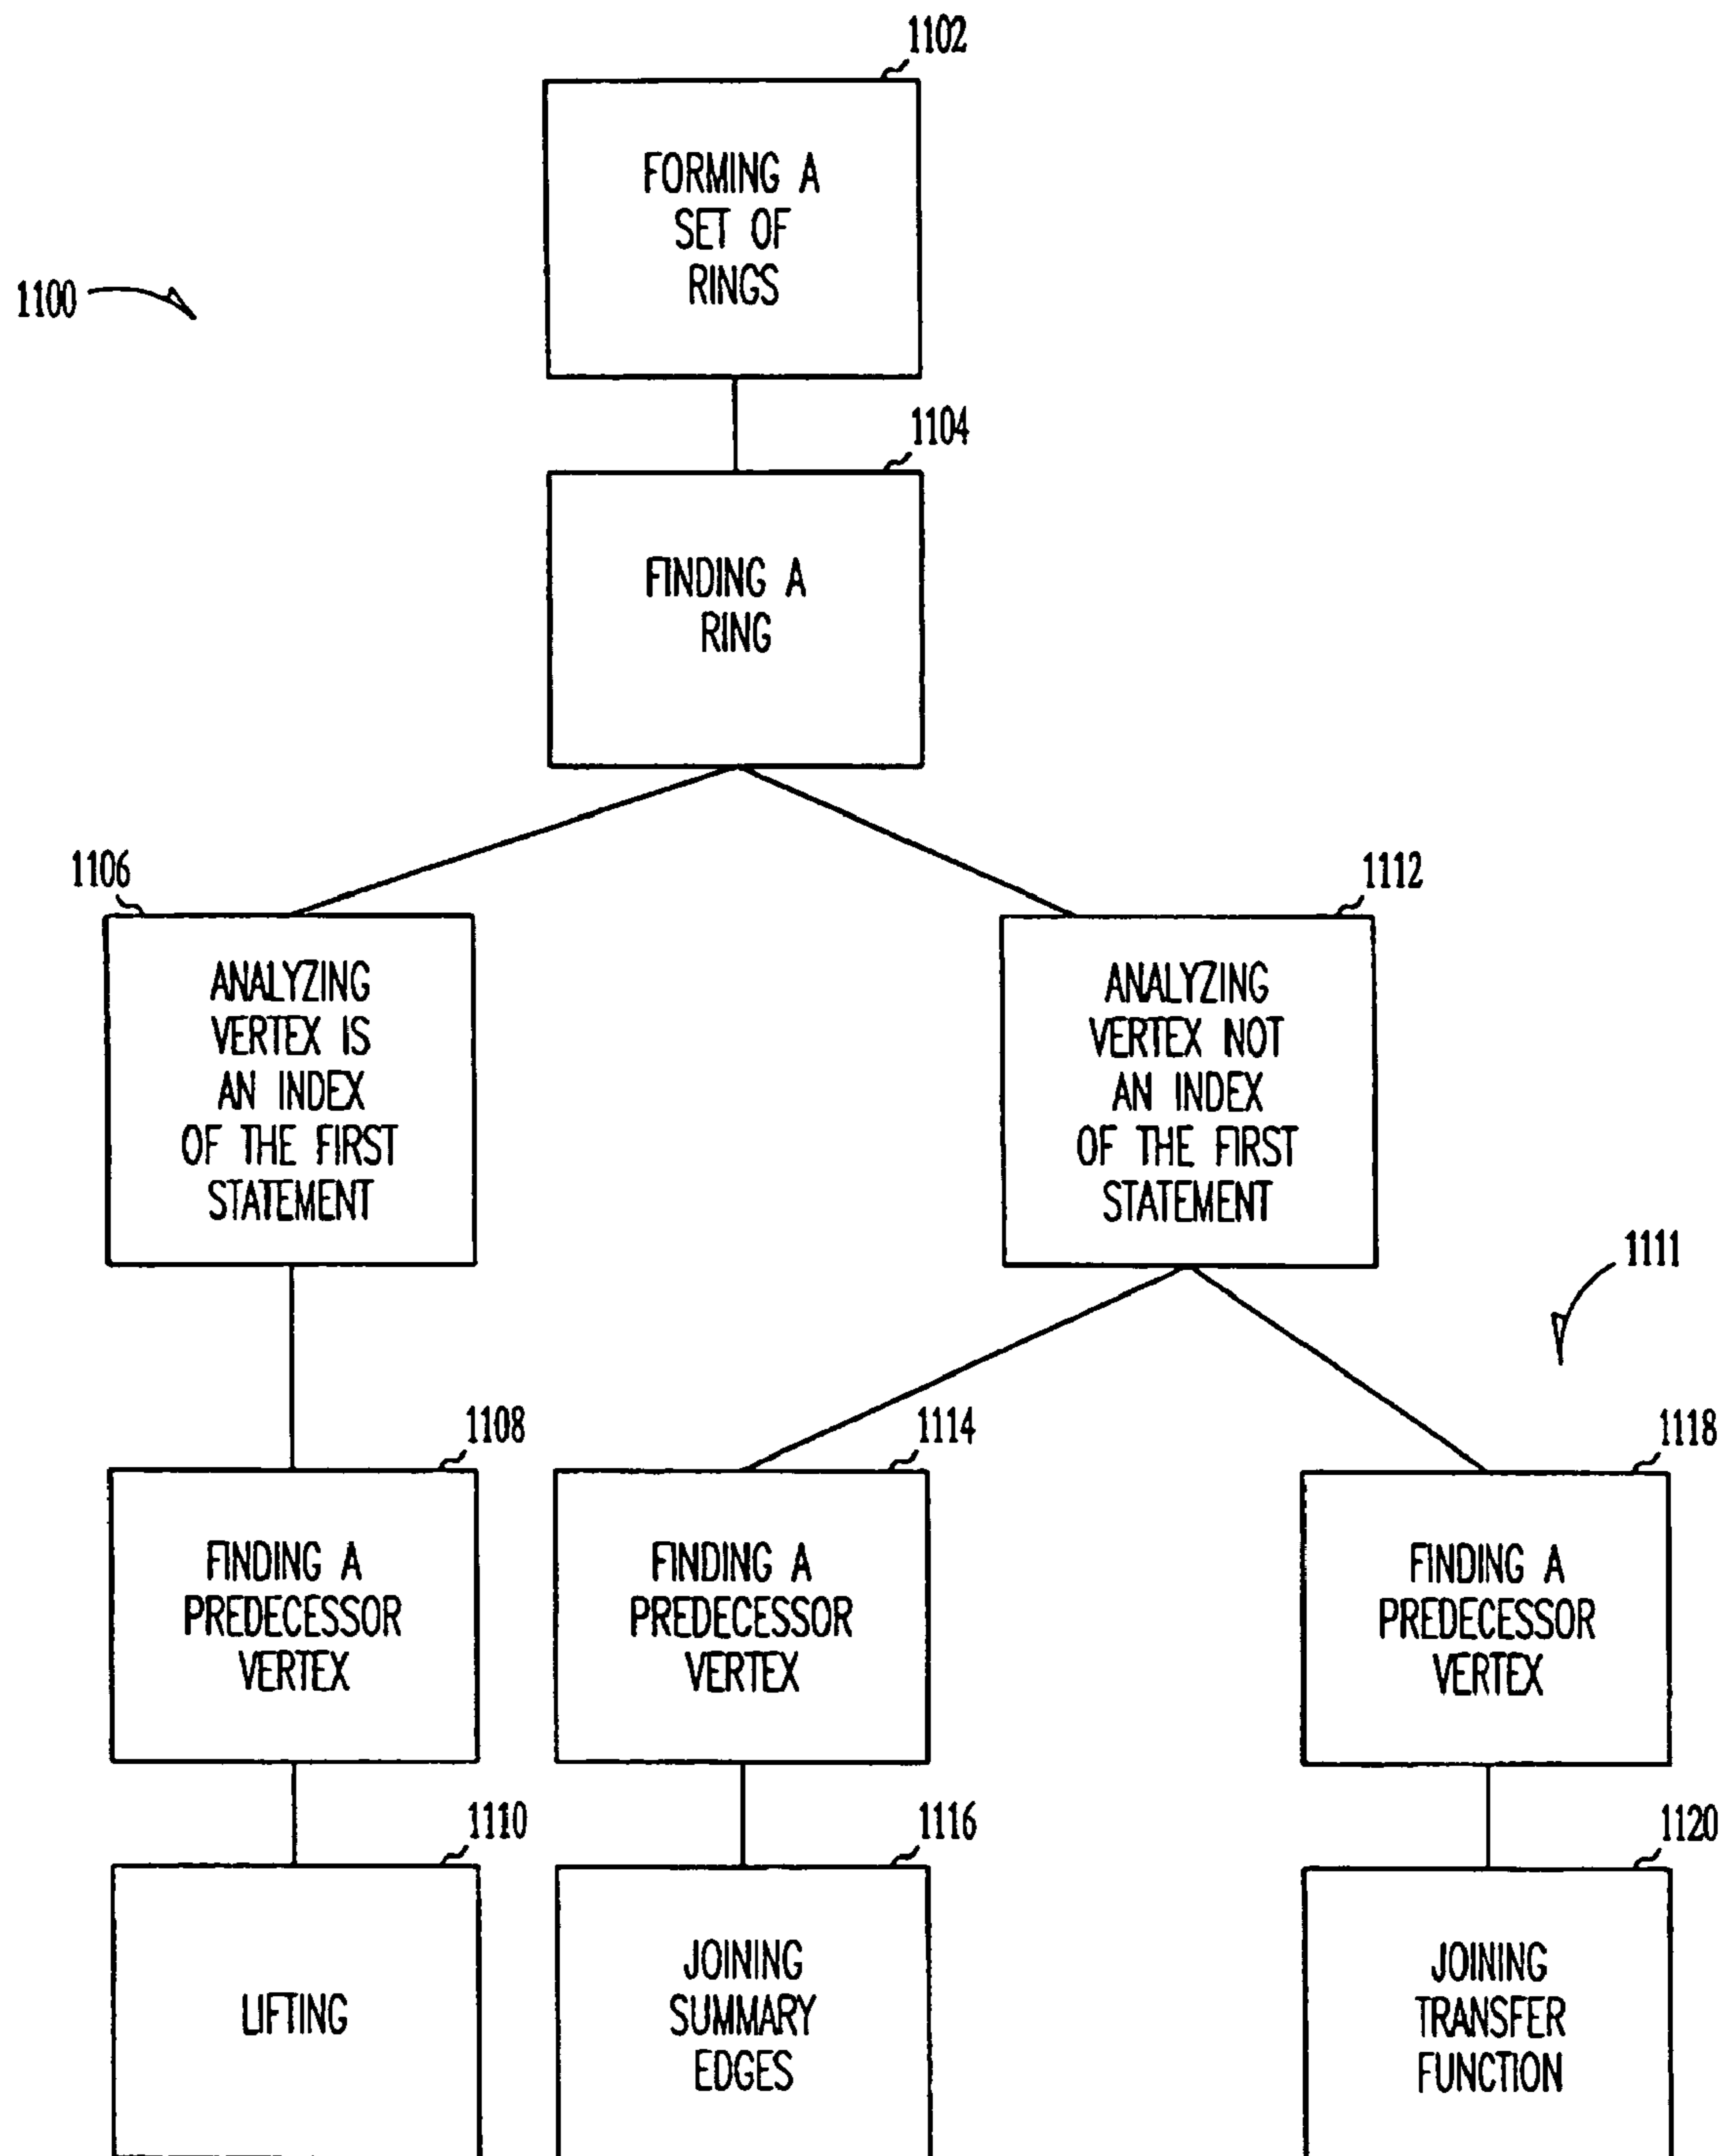 1102
FORMING A
SET OF
RINGS
1100
1104
FINDING A
RING
1106
ANALYZING
VERTEX IS
AN INDEX
OF THE FIRST
STATEMENT
1112
ANALYZING
VERTEX NOT
AN INDEX
OF THE FIRST
STATEMENT
1111
1108
FINDING A
PREDECESSOR
VERTEX
1114
FINDING A
PREDECESSOR
VERTEX
1118
FINDING A
PREDECESSOR
VERTEX
1110
LIFTING
1116
JOINING
SUMMARY
EDGES
1120
JOINING
TRANSFER
FUNCTION